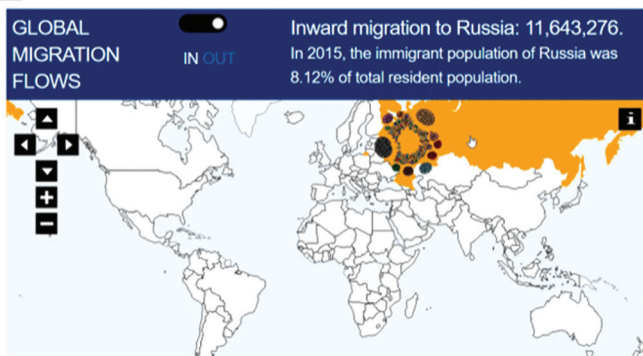 GLOBAL
MIGRATION
FLOWS
IN OUT
Inward migration to Russia: 11,643,276.
In 2015, the immigrant population of Russia was
8.12% of total resident population.
i